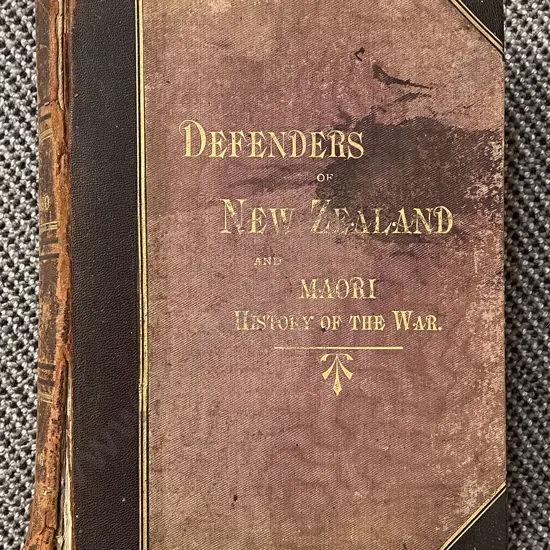 DEFENDERS
OF
NEW ZEALAND
AND
MAORI
HISTORY OF THE WAR.